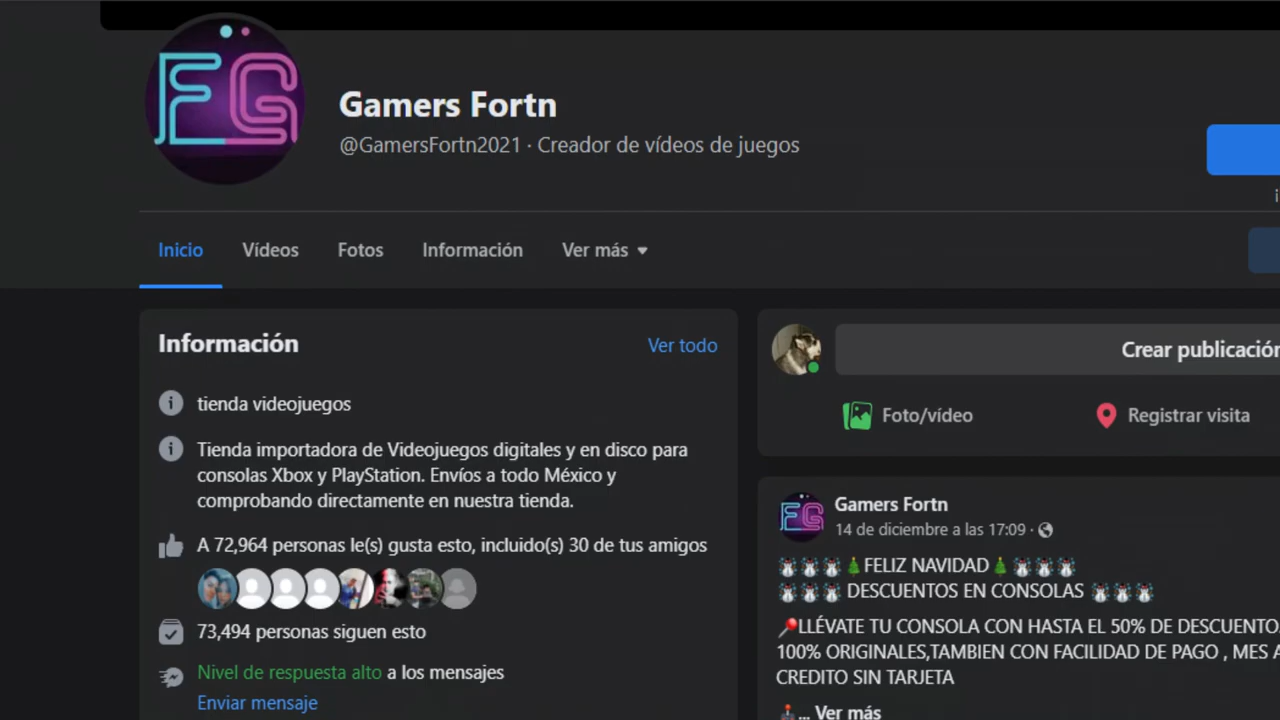 FG
Gamers Fortn
@GamersFortn2021 · Creador de vídeos de juegos
Inicio
Vídeos
Fotos
Información
Ver más
Información
Ver todo
tienda videojuegos
Tienda importadora de Videojuegos digitales y en disco para
consolas Xbox y PlayStation. Envíos a todo México y
comprobando directamente en nuestra tienda.
A 72,964 personas le(s) gusta esto, incluido(s) 30 de tus amigos
73,494 personas siguen esto
Nivel de respuesta alto a los mensajes
Enviar mensaje
Crear publicación
Foto/vídeo
Registrar visita
FG
Gamers Fortn
14 de diciembre a las 17:09 ·
☃☃☃🎄FELIZ NAVIDAD🎄☃☃☃
☃☃☃ DESCUENTOS EN CONSOLAS ☃☃☃
📍LLÉVATE TU CONSOLA CON HASTA EL 50% DE DESCUENTO
100% ORIGINALES,TAMBIEN CON FACILIDAD DE PAGO , MES A
CREDITO SIN TARJETA
🕹... Ver más